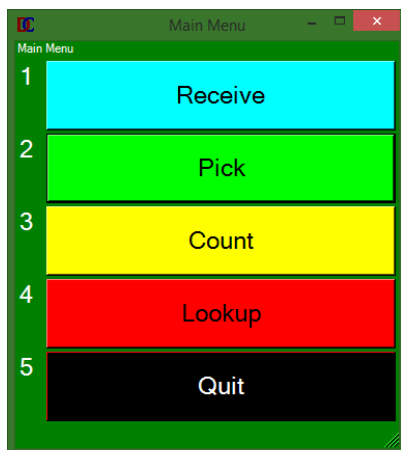 DC Main Menu
Main Menu
1 Receive
2 Pick
3 Count
4 Lookup
5 Quit